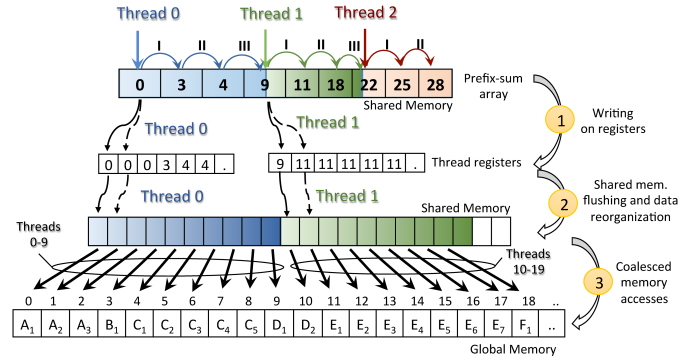 Thread 0 Thread 1 Thread 2
I II III I II III I II
0 3 4 9 11 18 22 25 28
Prefix-sum
array
Shared Memory
1
Writing
on registers
Thread 0 Thread 1
0 0 0 3 4 4 .
9 11 11 11 11 11 .
Thread registers
2
Shared mem.
flushing and data
reorganization
Thread 0 Thread 1
Shared Memory
Threads
0-9
Threads
10-19
3
Coalesced
memory
accesses
0 1 2 3 4 5 6 7 8 9 10 11 12 13 14 15 16 17 18 ..
A1 A2 A3 B1 C1 C2 C3 C4 C5 D1 D2 E1 E2 E3 E4 E5 E6 E7 F1 ..
Global Memory